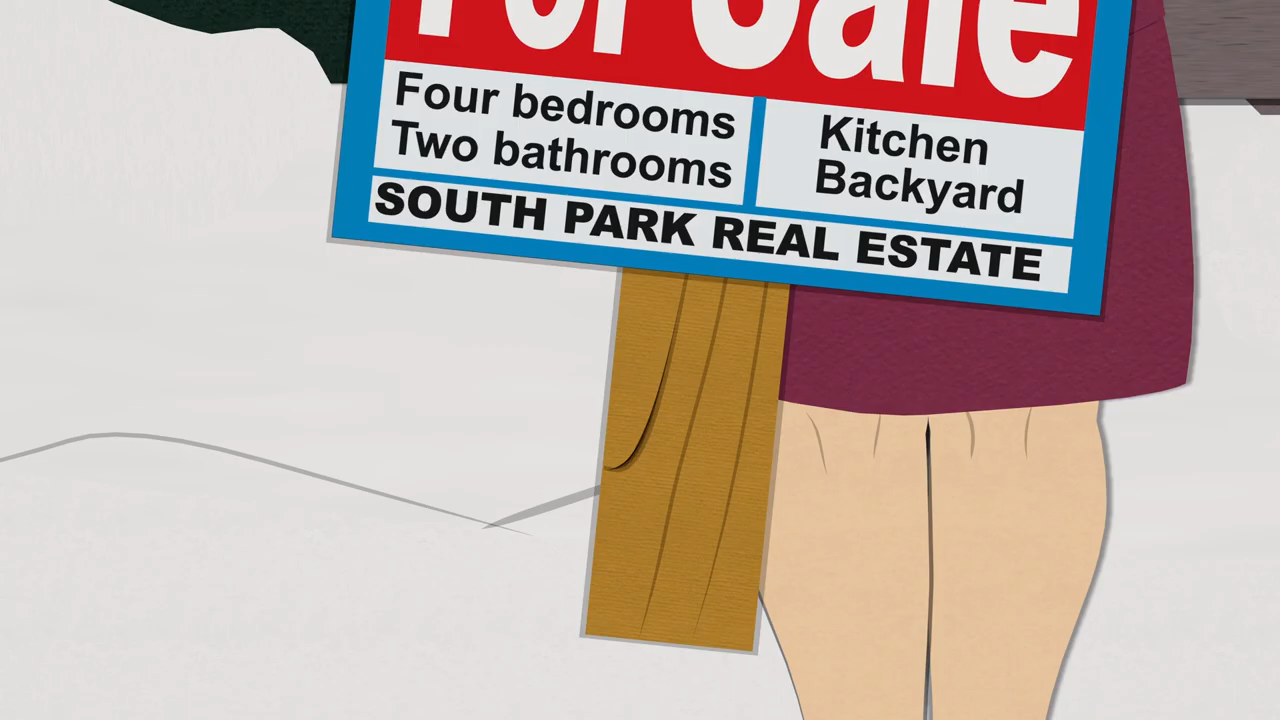 For Sale
Four bedrooms
Two bathrooms
Kitchen
Backyard
SOUTH PARK REAL ESTATE